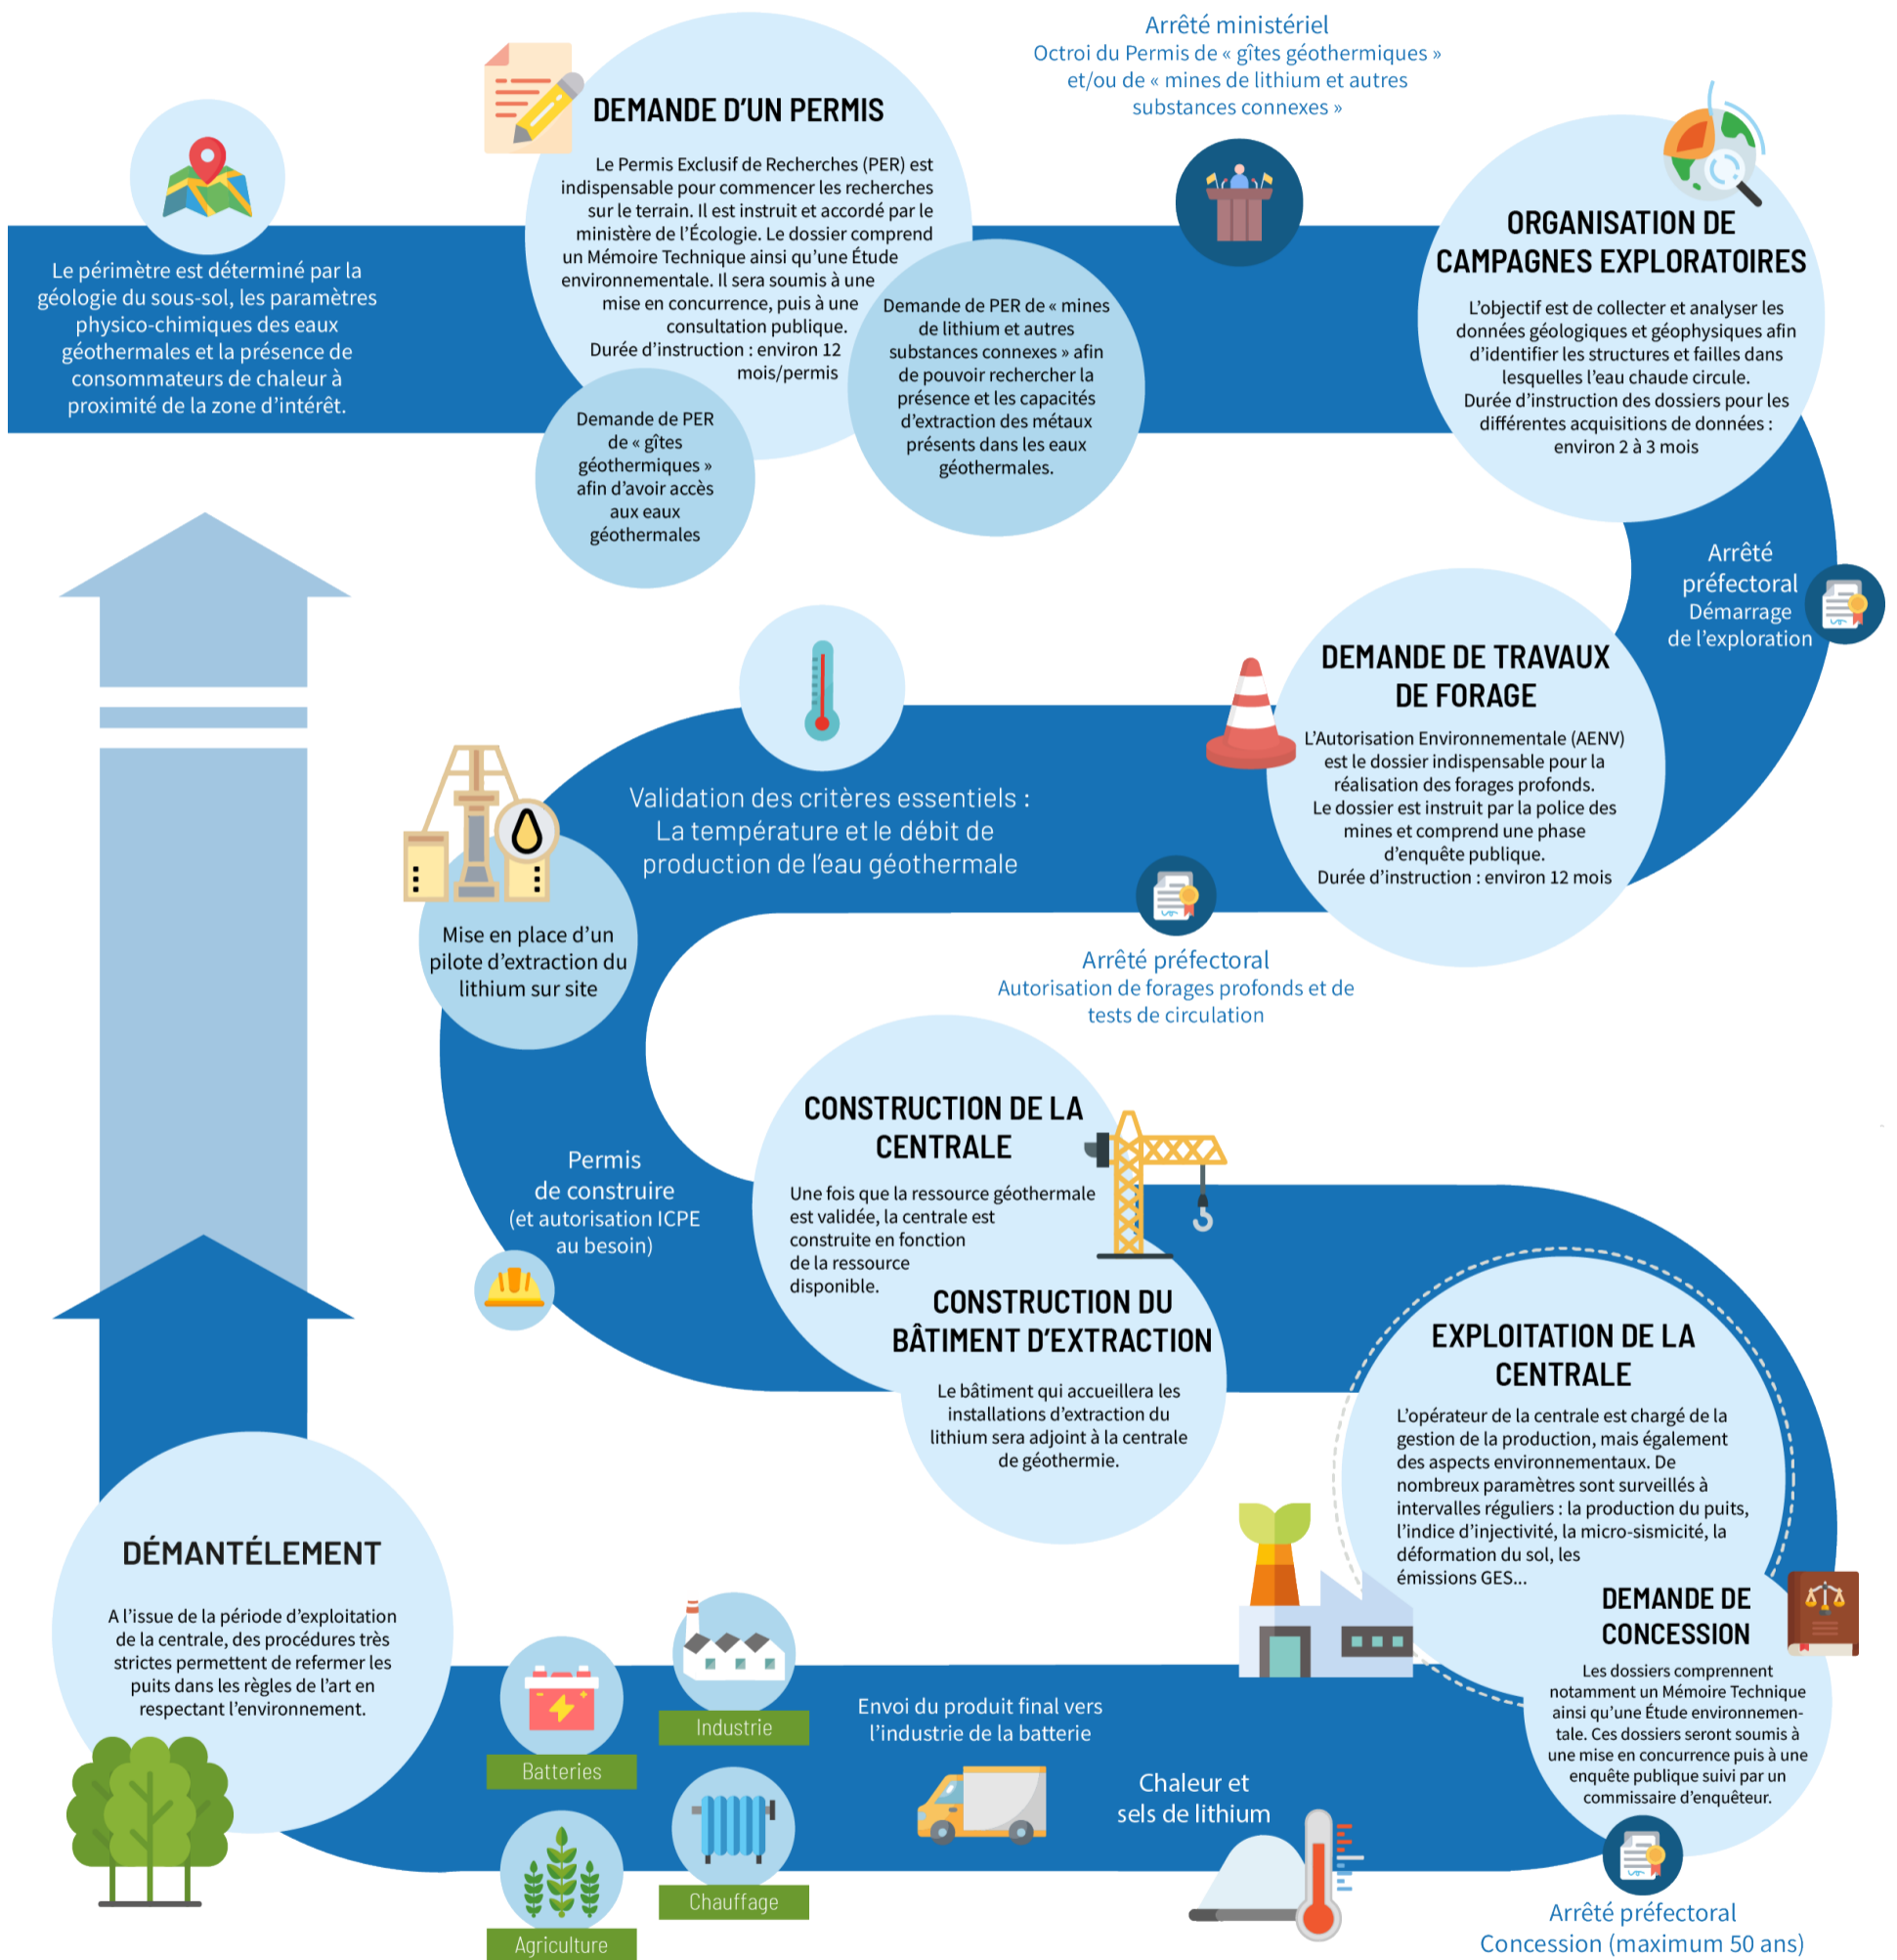 Le périmètre est déterminé par la
géologie du sous-sol, les paramètres
physico-chimiques des eaux
géothermales et la présence de
consommateurs de chaleur à
proximité de la zone d'intérêt.
DEMANDE D'UN PERMIS
Le Permis Exclusif de Recherches (PER) est
indispensable pour commencer les recherches
sur le terrain. Il est instruit et accordé par le
ministère de l'Écologie. Le dossier comprend
un Mémoire Technique ainsi qu'une Étude
environnementale. Il sera soumis à une
mise en concurrence, puis à une
consultation publique.
Durée d'instruction : environ 12
mois/permis
Demande de PER
de « gîtes
géothermiques »
afin d'avoir accès
aux eaux
géothermales
Demande de PER de « mines
de lithium et autres
substances connexes » afin
de pouvoir rechercher la
présence et les capacités
d'extraction des métaux
présents dans les eaux
géothermales.
Arrêté ministériel
Octroi du Permis de « gîtes géothermiques »
et/ou de « mines de lithium et autres
substances connexes »
ORGANISATION DE
CAMPAGNES EXPLORATOIRES
L'objectif est de collecter et analyser les
données géologiques et géophysiques afin
d'identifier les structures et failles dans
lesquelles l'eau chaude circule.
Durée d'instruction des dossiers pour les
différentes acquisitions de données :
environ 2 à 3 mois
Arrêté
préfectoral
Démarrage
de l'exploration
DEMANDE DE TRAVAUX
DE FORAGE
L'Autorisation Environnementale (AENV)
est le dossier indispensable pour la
réalisation des forages profonds.
Le dossier est instruit par la police des
mines et comprend une phase
d'enquête publique.
Durée d'instruction : environ 12 mois
Arrêté préfectoral
Autorisation de forages profonds et de
tests de circulation
Validation des critères essentiels :
La température et le débit de
production de l'eau géothermale
Mise en place d'un
pilote d'extraction du
lithium sur site
Permis
de construire
(et autorisation ICPE
au besoin)
CONSTRUCTION DE LA
CENTRALE
Une fois que la ressource géothermale
est validée, la centrale est
construite en fonction
de la ressource
disponible.
CONSTRUCTION DU
BÂTIMENT D'EXTRACTION
Le bâtiment qui accueillera les
installations d'extraction du
lithium sera adjoint à la centrale
de géothermie.
EXPLOITATION DE LA
CENTRALE
L'opérateur de la centrale est chargé de la
gestion de la production, mais également
des aspects environnementaux. De
nombreux paramètres sont surveillés à
intervalles réguliers : la production du puits,
l'indice d'injectivité, la micro-sismicité, la
déformation du sol, les
émissions GES...
DEMANDE DE
CONCESSION
Les dossiers comprennent
notamment un Mémoire Technique
ainsi qu'une Étude environnemen-
tale. Ces dossiers seront soumis à
une mise en concurrence puis à une
enquête publique suivi par un
commissaire d'enquêteur.
Arrêté préfectoral
Concession (maximum 50 ans)
Chaleur et
sels de lithium
Envoi du produit final vers
l'industrie de la batterie
Industrie
Batteries
Chauffage
Agriculture
DÉMANTÉLEMENT
A l'issue de la période d'exploitation
de la centrale, des procédures très
strictes permettent de refermer les
puits dans les règles de l'art en
respectant l'environnement.